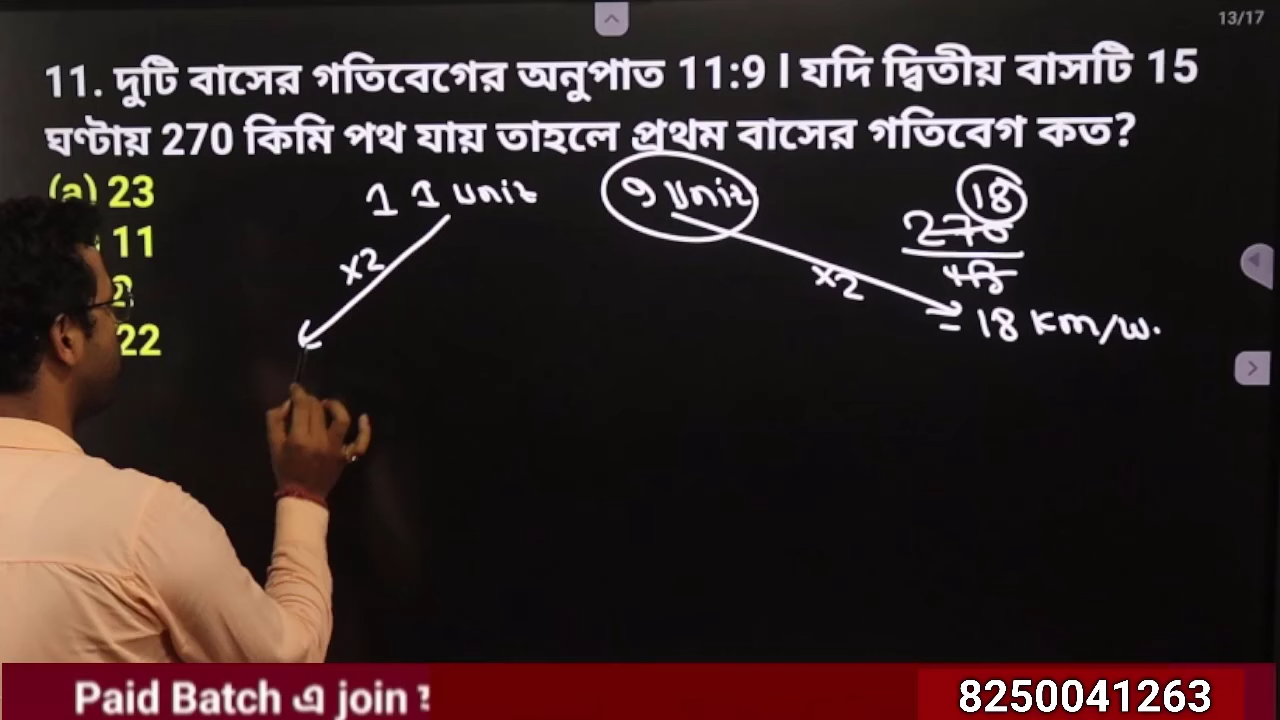 13/17
11. দুটি বাসের গতিবেগের অনুপাত 11:9 । যদি দ্বিতীয় বাসটি 15
ঘণ্টায় 270 কিমি পথ যায় তাহলে প্রথম বাসের গতিবেগ কত?
(a) 23
11
22
11 unit
9 unit
18
270
15
×2
×2
= 18 km/w.
Paid Batch এ join
8250041263